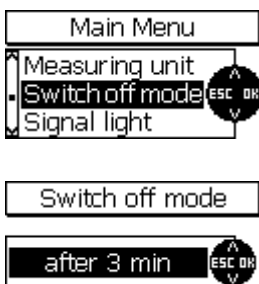 Main Menu
Measuring unit
Switch off mode
ESC OK
Signal light
Switch off mode
after 3 min
ESC OK